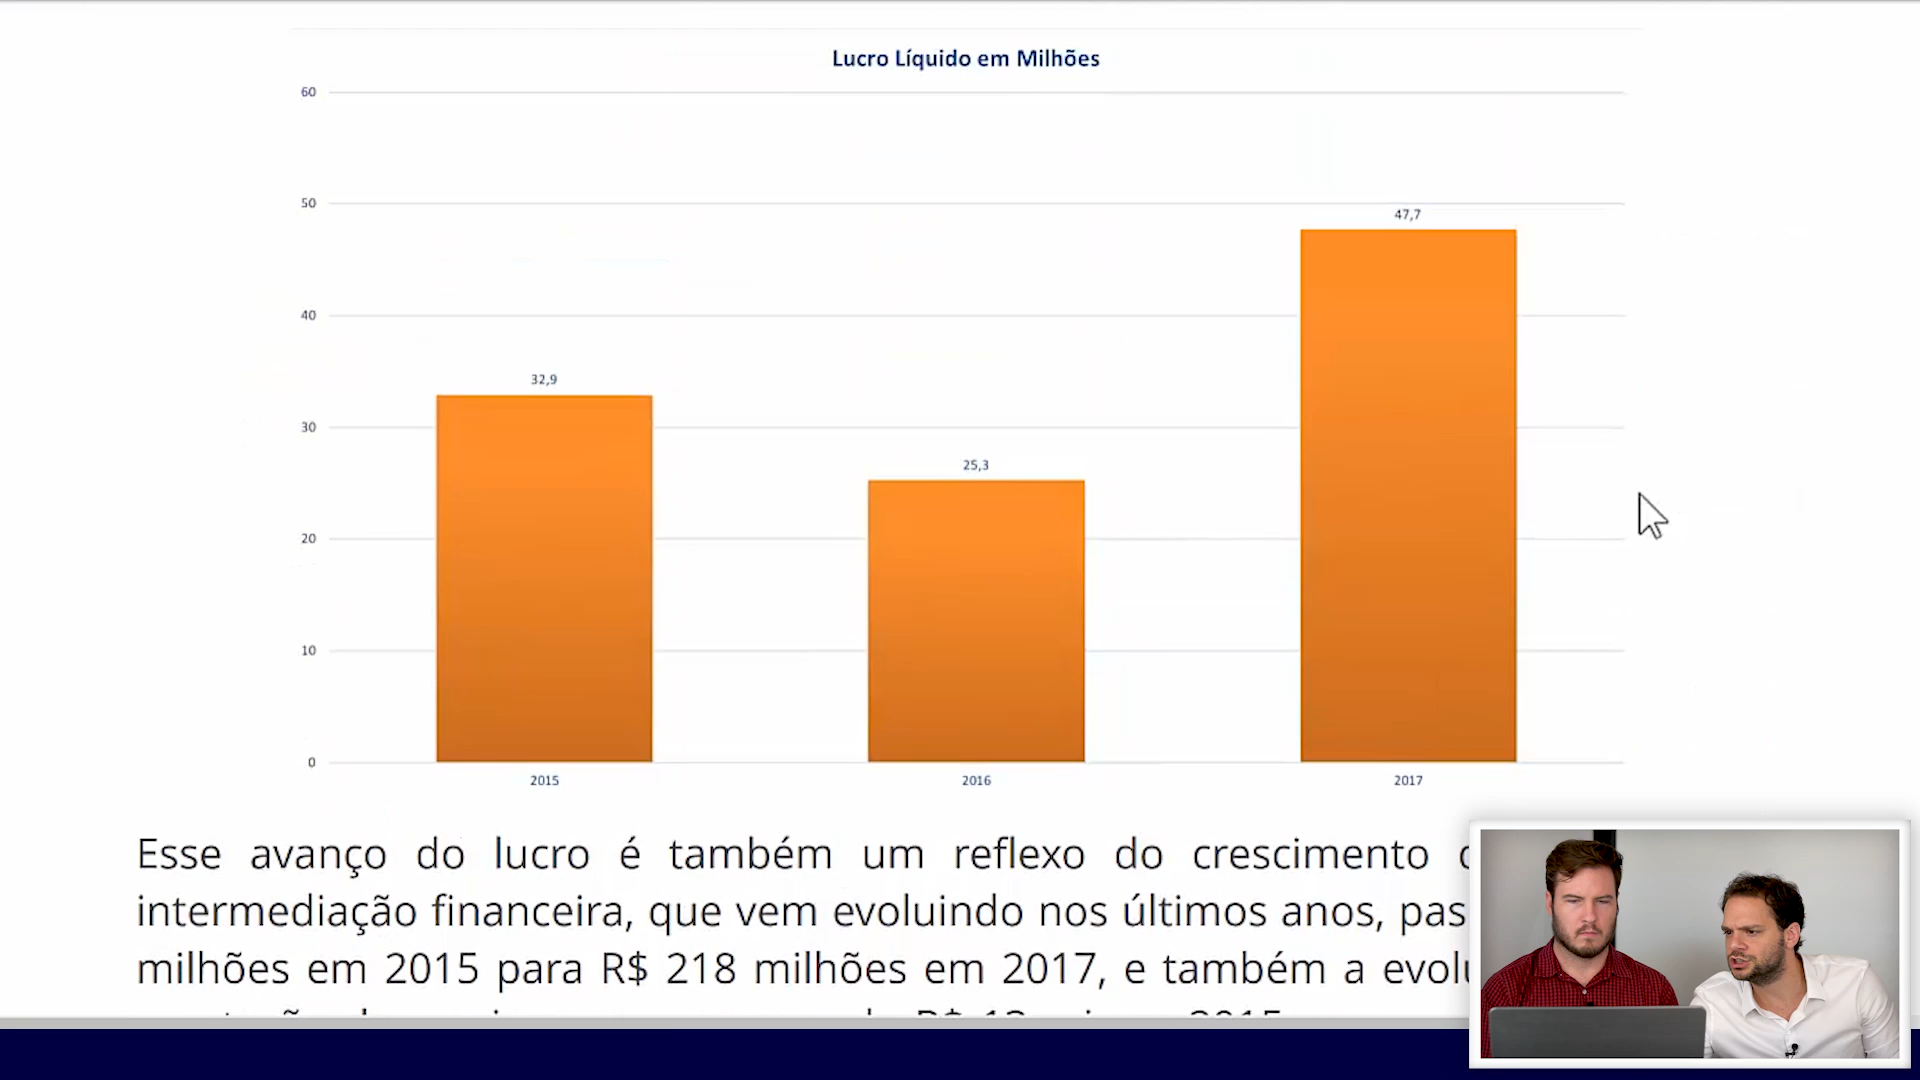 Lucro Líquido em Milhões
60
50
47,7
40
32,9
30
25,3
20
10
0
2015 2016 2017
Esse avanço do lucro é também um reflexo do crescimento
intermediação financeira, que vem evoluindo nos últimos anos,
milhões em 2015 para R$ 218 milhões em 2017, e também a